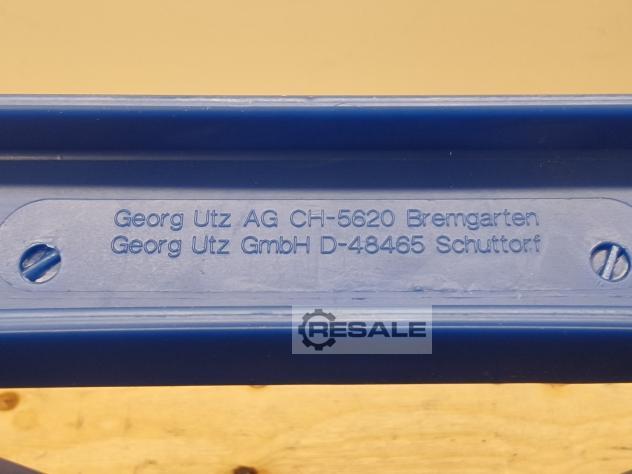 Georg Utz AG CH-5620 Bremgarten
Georg Utz GmbH D-48465 Schuttorf
RESALE